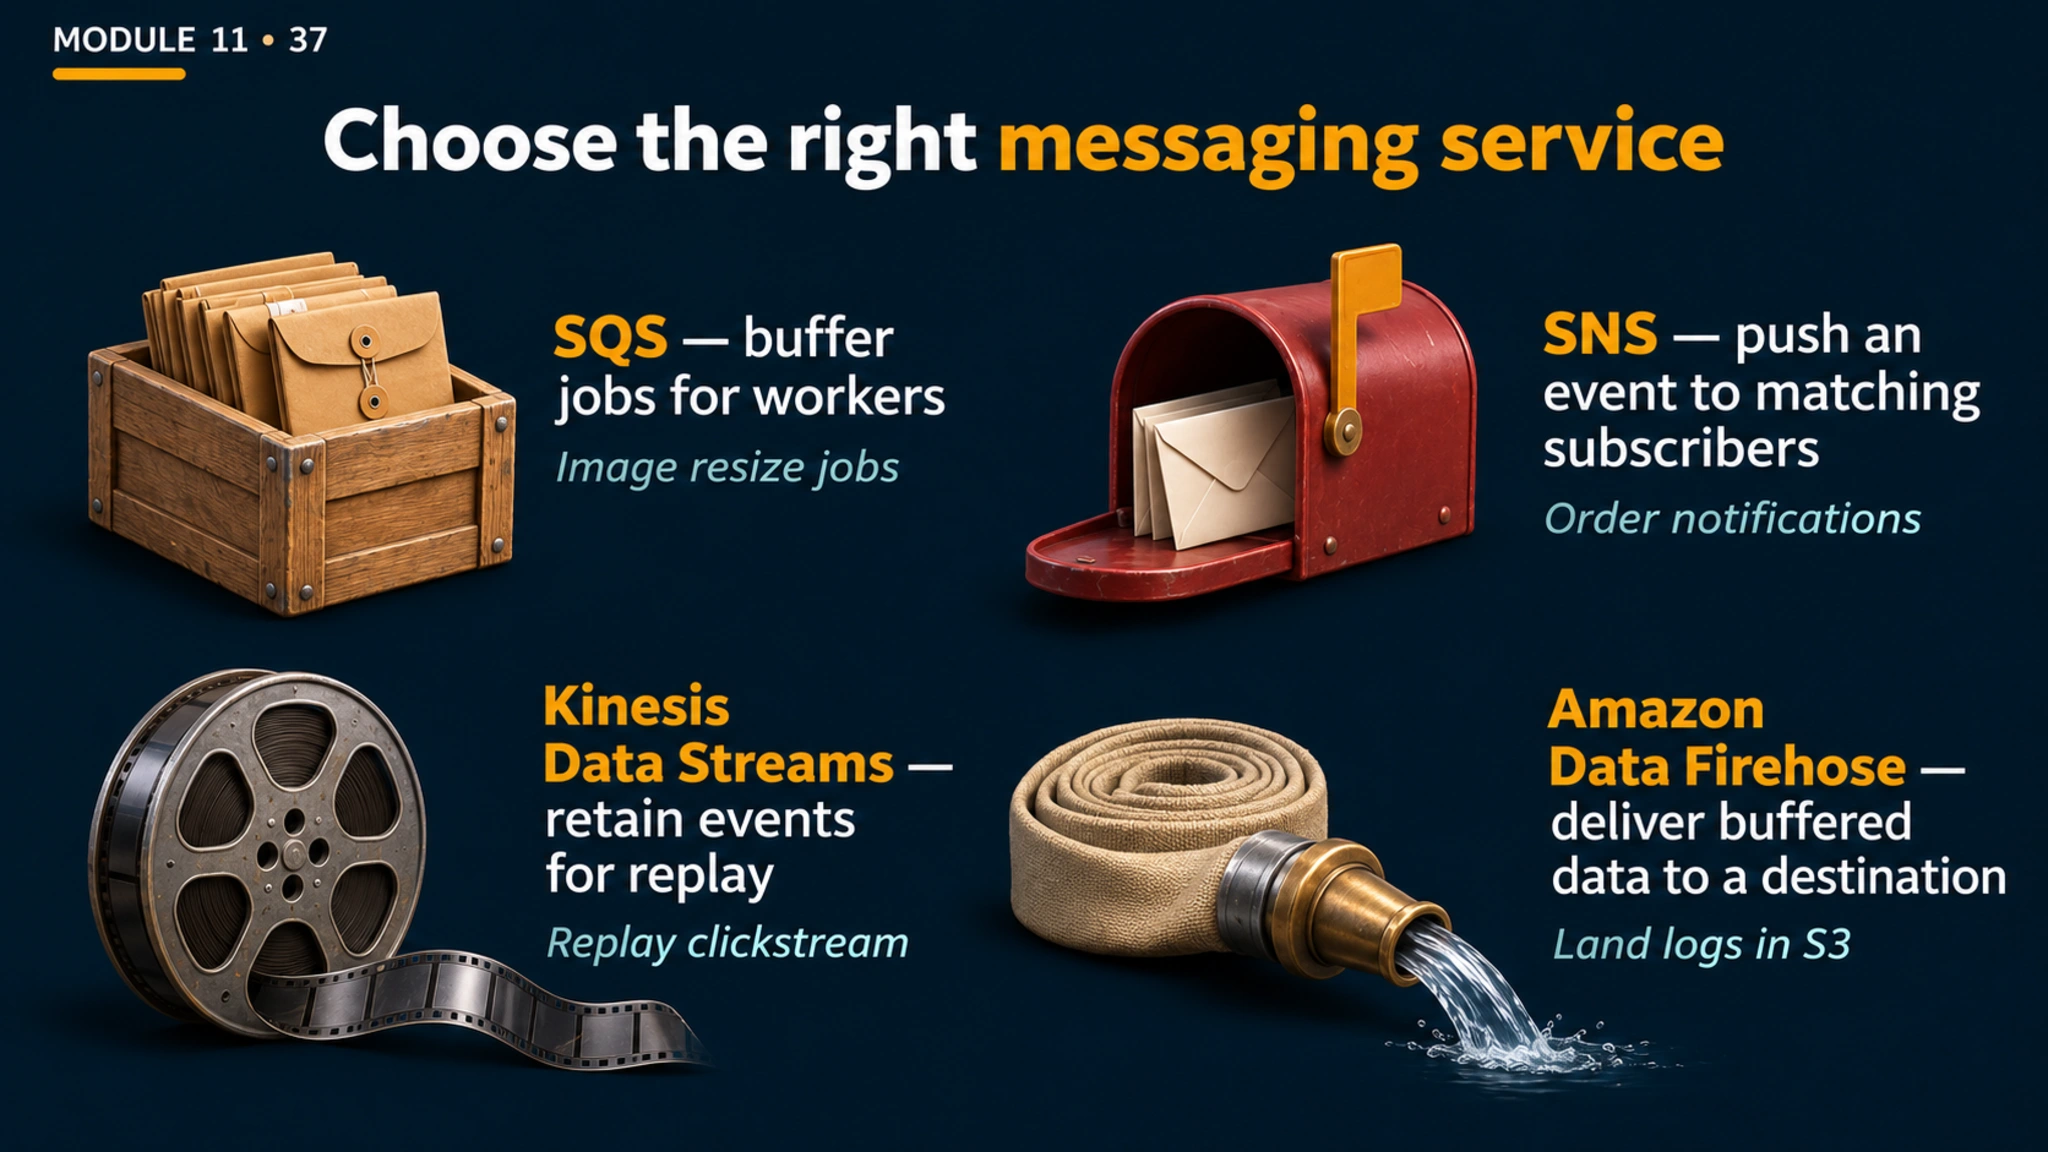 MODULE 11 • 37
Choose the right messaging service
SQS — buffer
jobs for workers
Image resize jobs
SNS — push an
event to matching
subscribers
Order notifications
Kinesis
Data Streams —
retain events
for replay
Replay clickstream
Amazon
Data Firehose —
deliver buffered
data to a destination
Land logs in S3